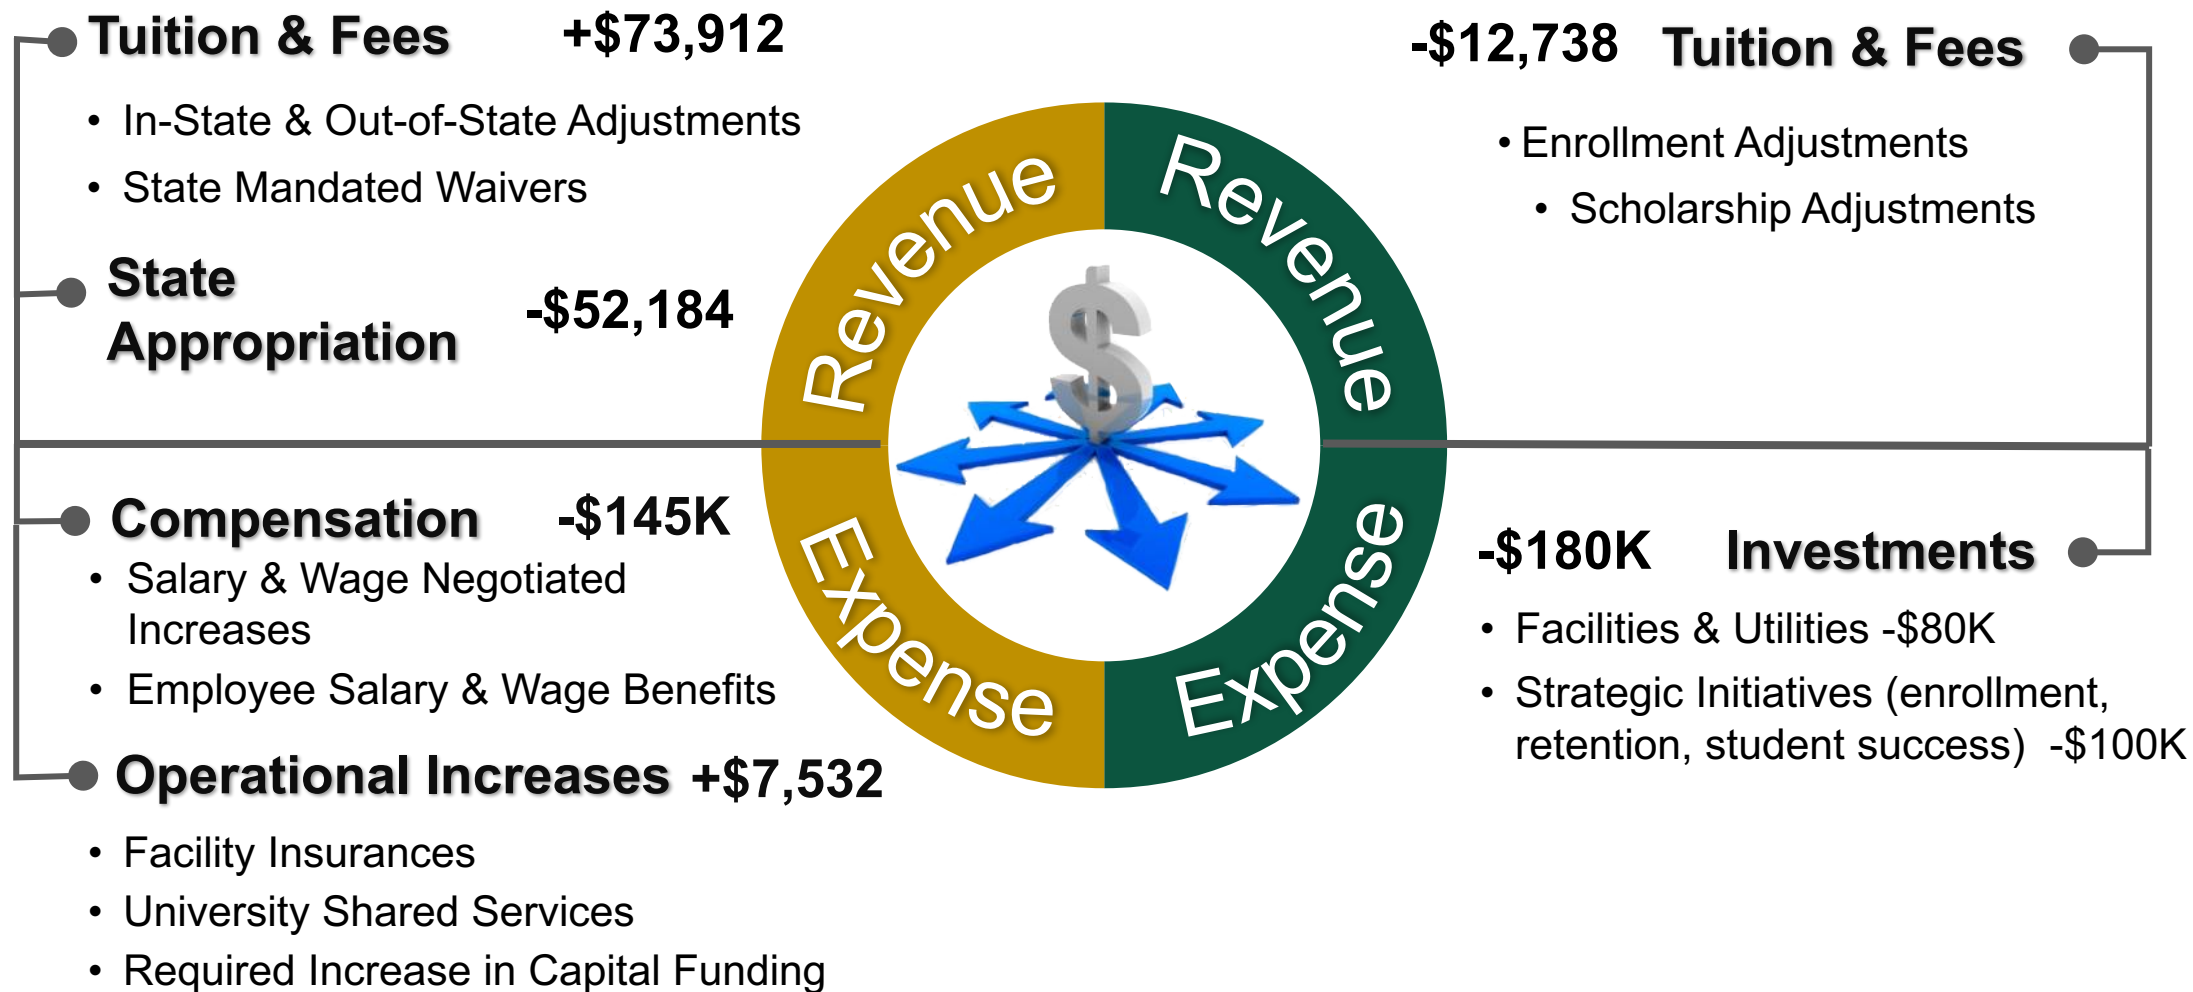 Tuition & Fees +$73,912
• In-State & Out-of-State Adjustments
• State Mandated Waivers
State
Appropriation
-$52,184
Compensation -$145K
• Salary & Wage Negotiated
Increases
• Employee Salary & Wage Benefits
Operational Increases +$7,532
• Facility Insurances
• University Shared Services
• Required Increase in Capital Funding
Revenue
Revenue
Expense
Expense
$
-$12,738 Tuition & Fees
• Enrollment Adjustments
• Scholarship Adjustments
-$180K Investments
• Facilities & Utilities -$80K
• Strategic Initiatives (enrollment,
retention, student success) -$100K